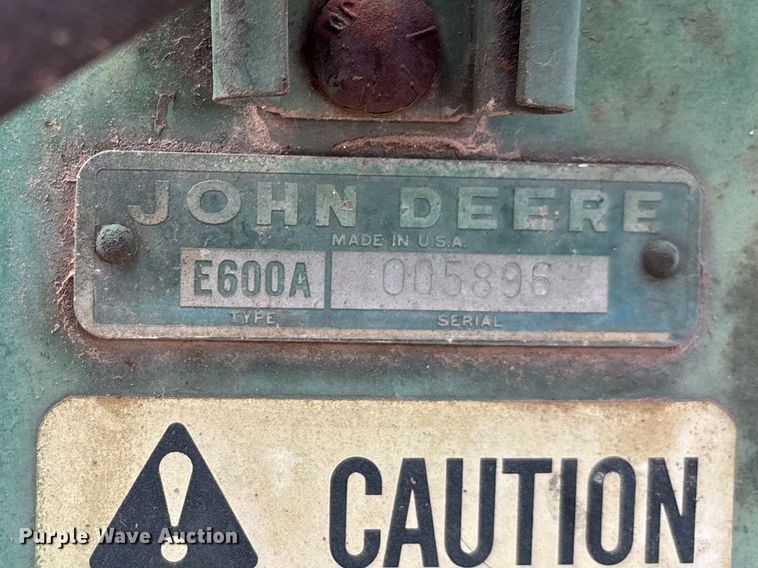 JOHN DEERE
MADE IN U.S.A.
E600A 005896
TYPE SERIAL
CAUTION
Purple Wave Auction